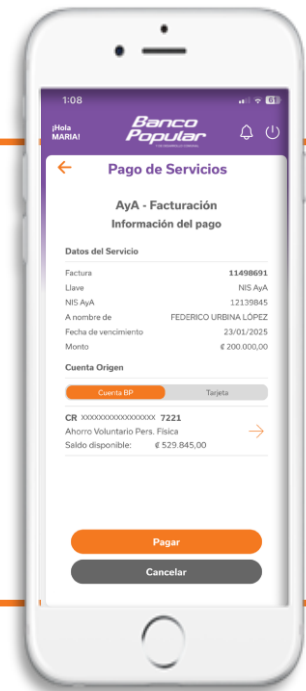 1:08
¡Hola
MARIA!
Banco
Popular
Pago de Servicios
AyA - Facturación
Información del pago
Datos del Servicio
Factura 11498691
Llave NIS AyA
NIS AyA 12139845
A nombre de FEDERICO URBINA LÓPEZ
Fecha de vencimiento 23/01/2025
Monto ₡ 200.000,00
Cuenta Origen
Cuenta BP Tarjeta
CR XXXXXXXXXXXXXXXX 7221
Ahorro Voluntario Pers. Física
Saldo disponible: ₡ 529.845,00
Pagar
Cancelar